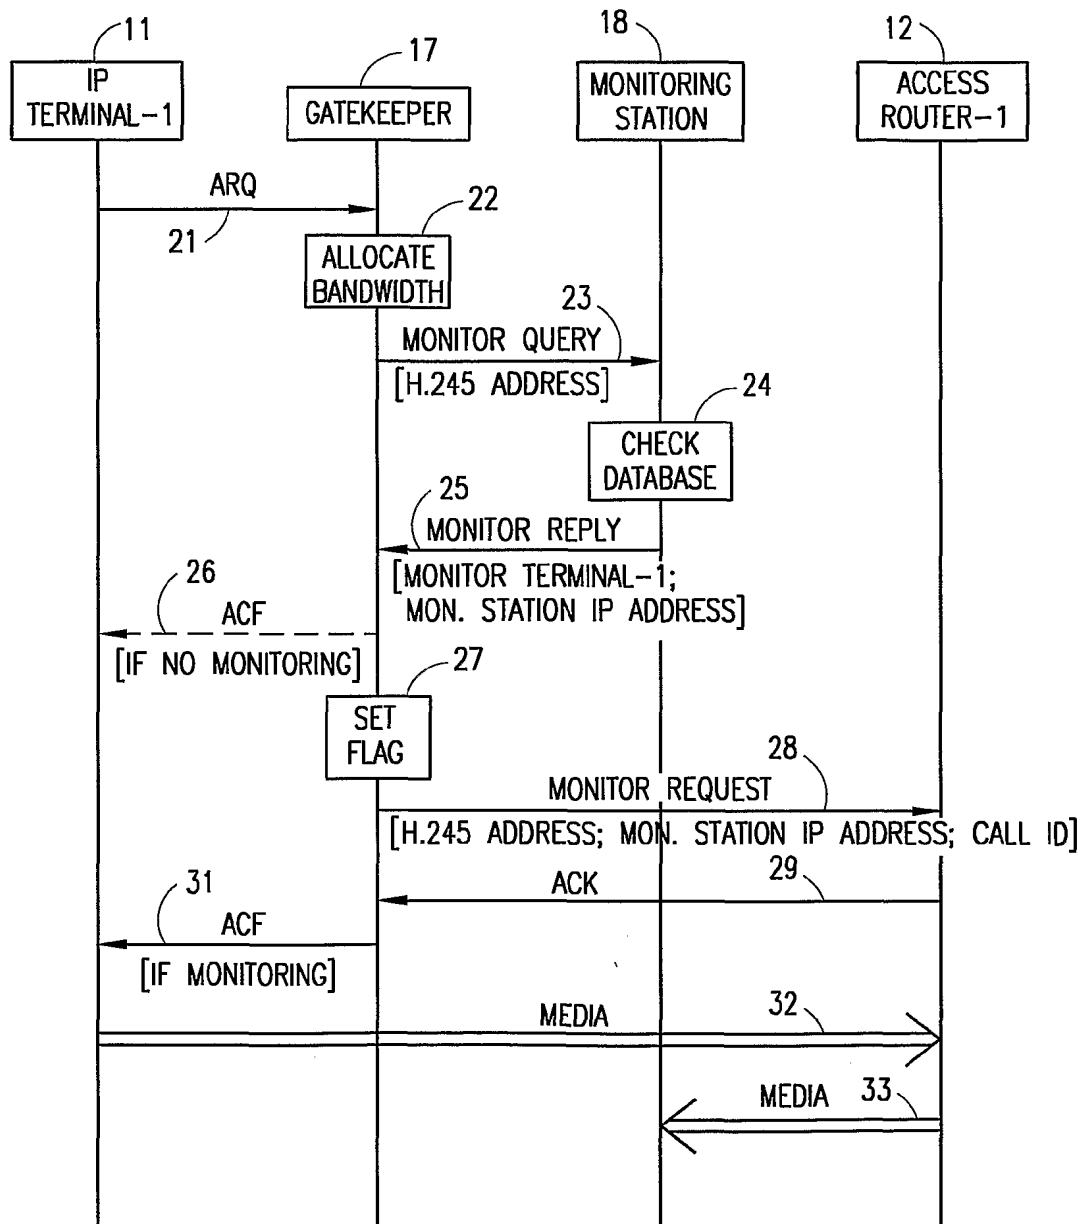 11
17
18
12
IP
TERMINAL-1
GATEKEEPER
MONITORING
STATION
ACCESS
ROUTER-1
ARQ
21
22
ALLOCATE
BANDWIDTH
23
MONITOR QUERY
[H.245 ADDRESS]
24
CHECK
DATABASE
25
MONITOR REPLY
[MONITOR TERMINAL-1;
MON. STATION IP ADDRESS]
26
ACF
[IF NO MONITORING]
27
SET
FLAG
28
MONITOR REQUEST
[H.245 ADDRESS; MON. STATION IP ADDRESS; CALL ID]
29
ACK
31
ACF
[IF MONITORING]
32
MEDIA
MEDIA 33